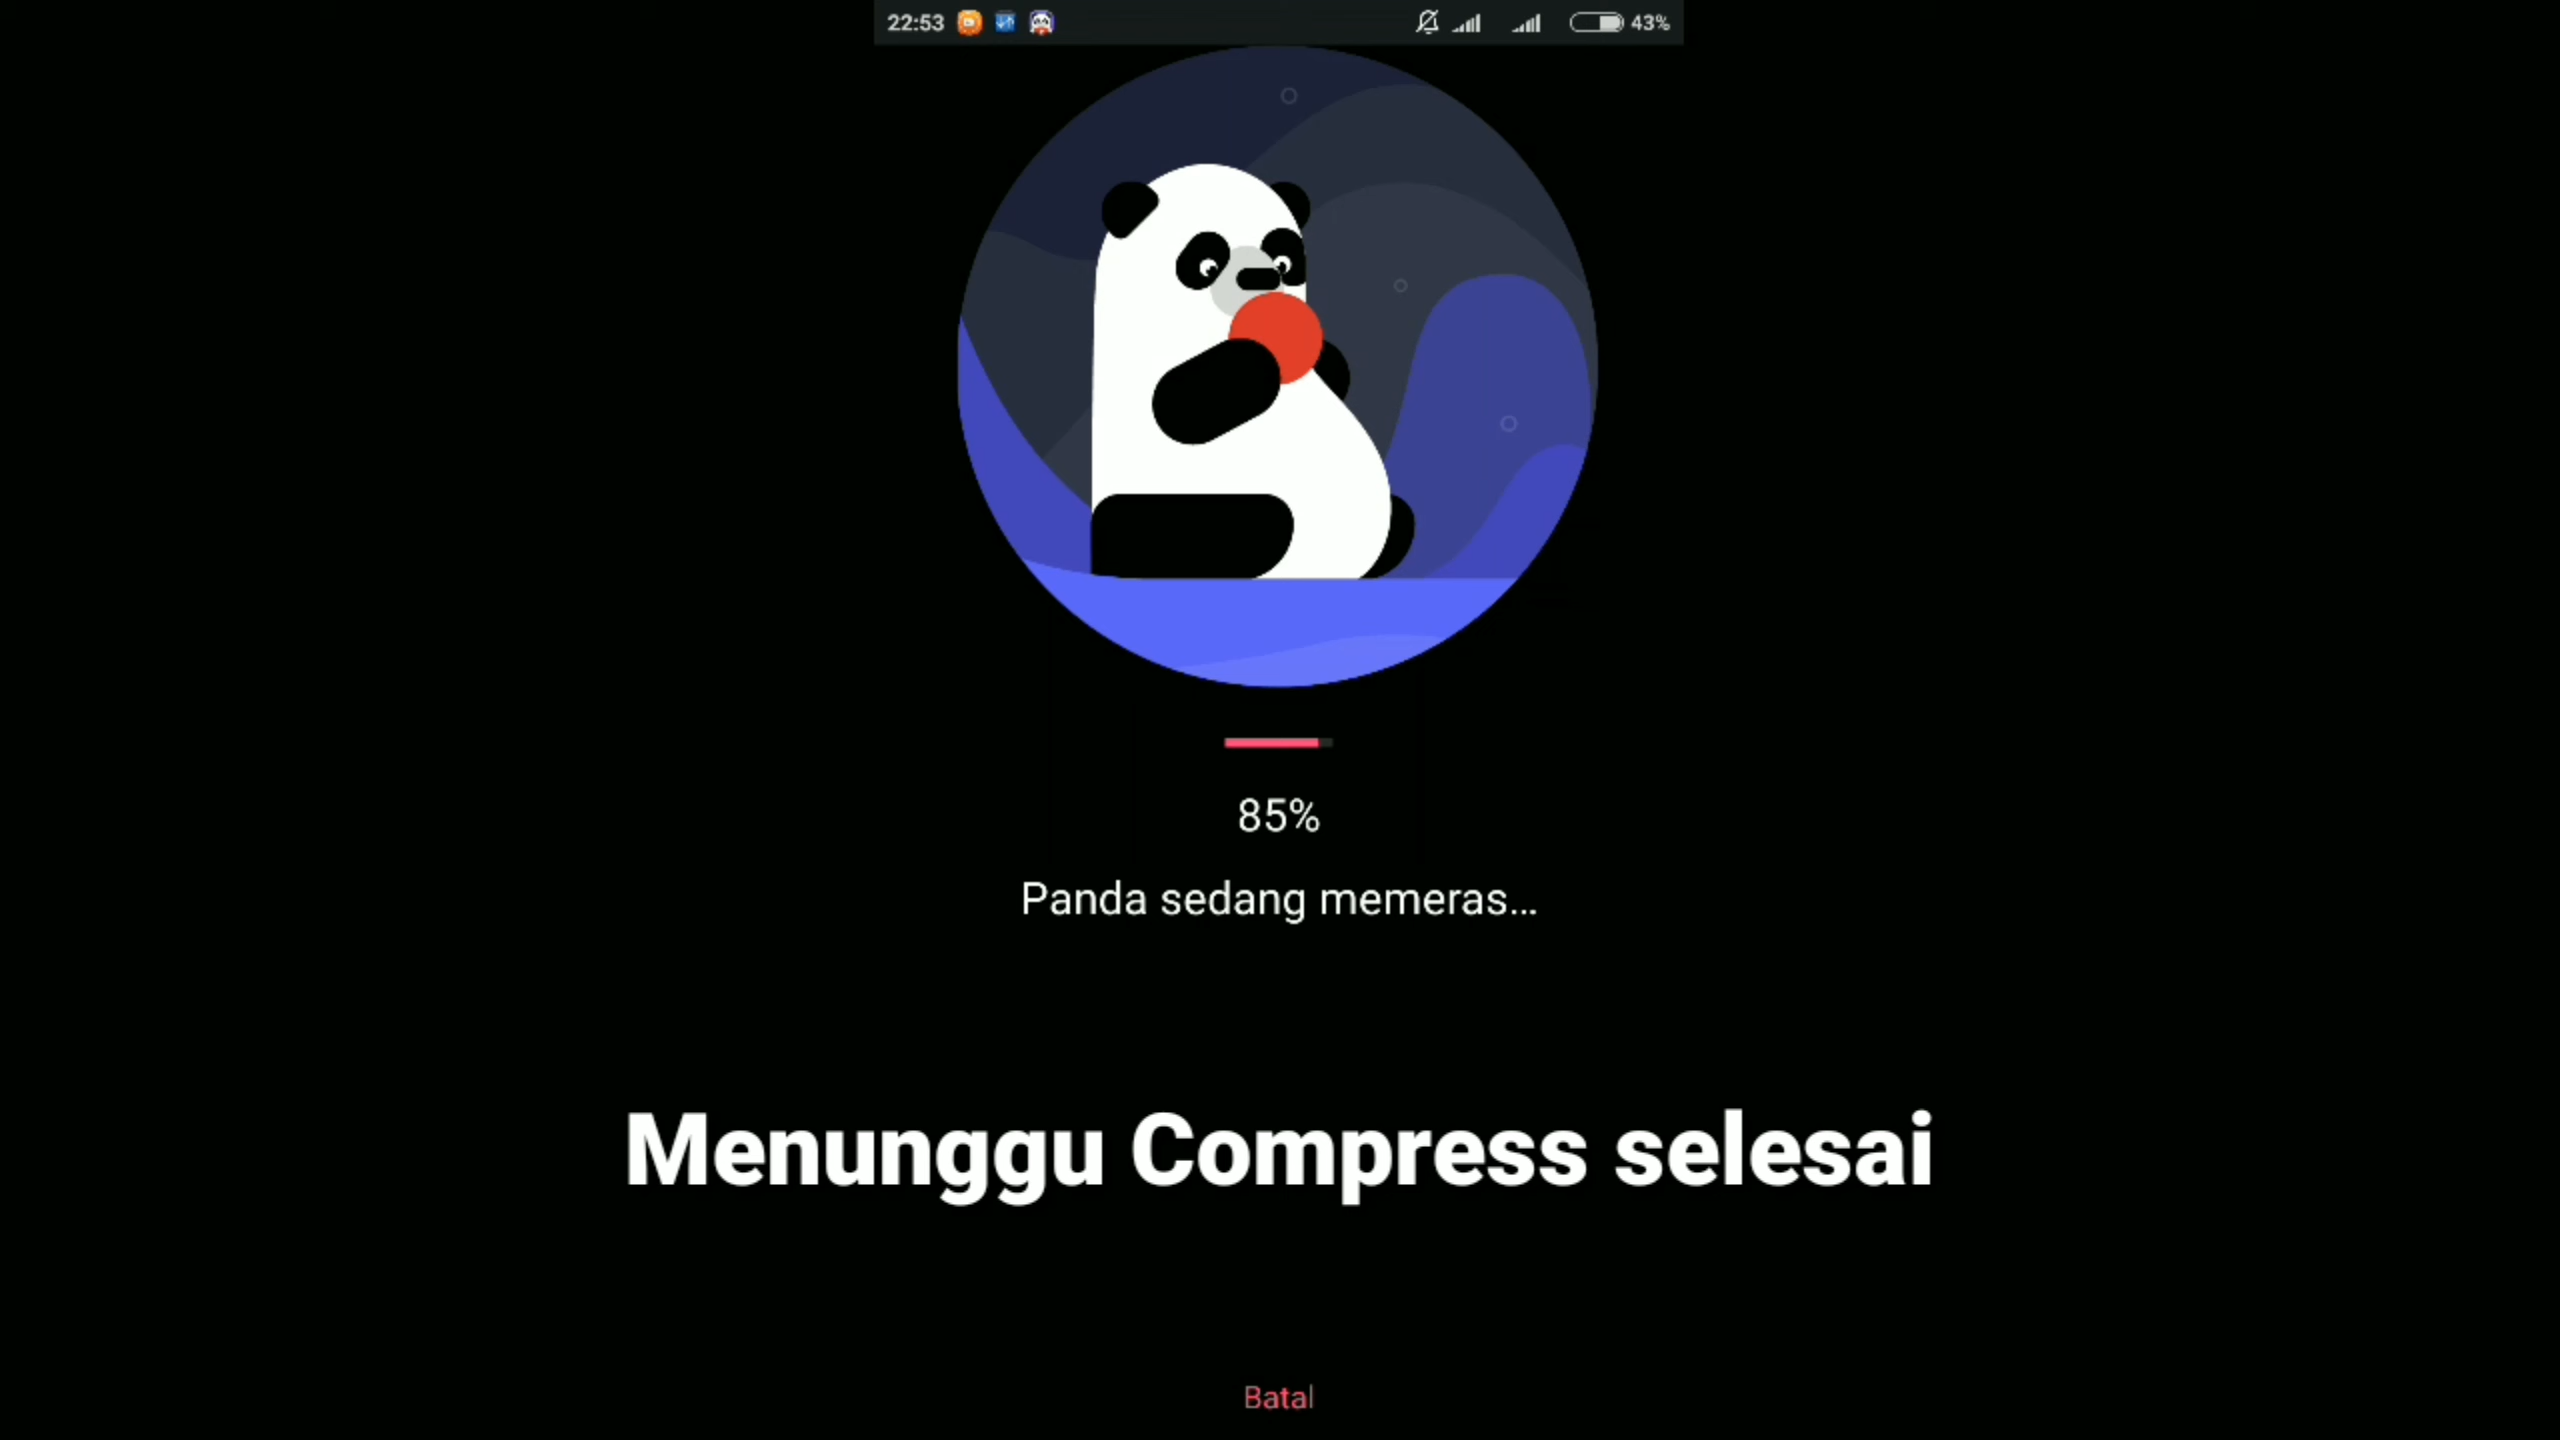 22:53 43%
85%
Panda sedang memeras...
Menunggu Compress selesai
Batal